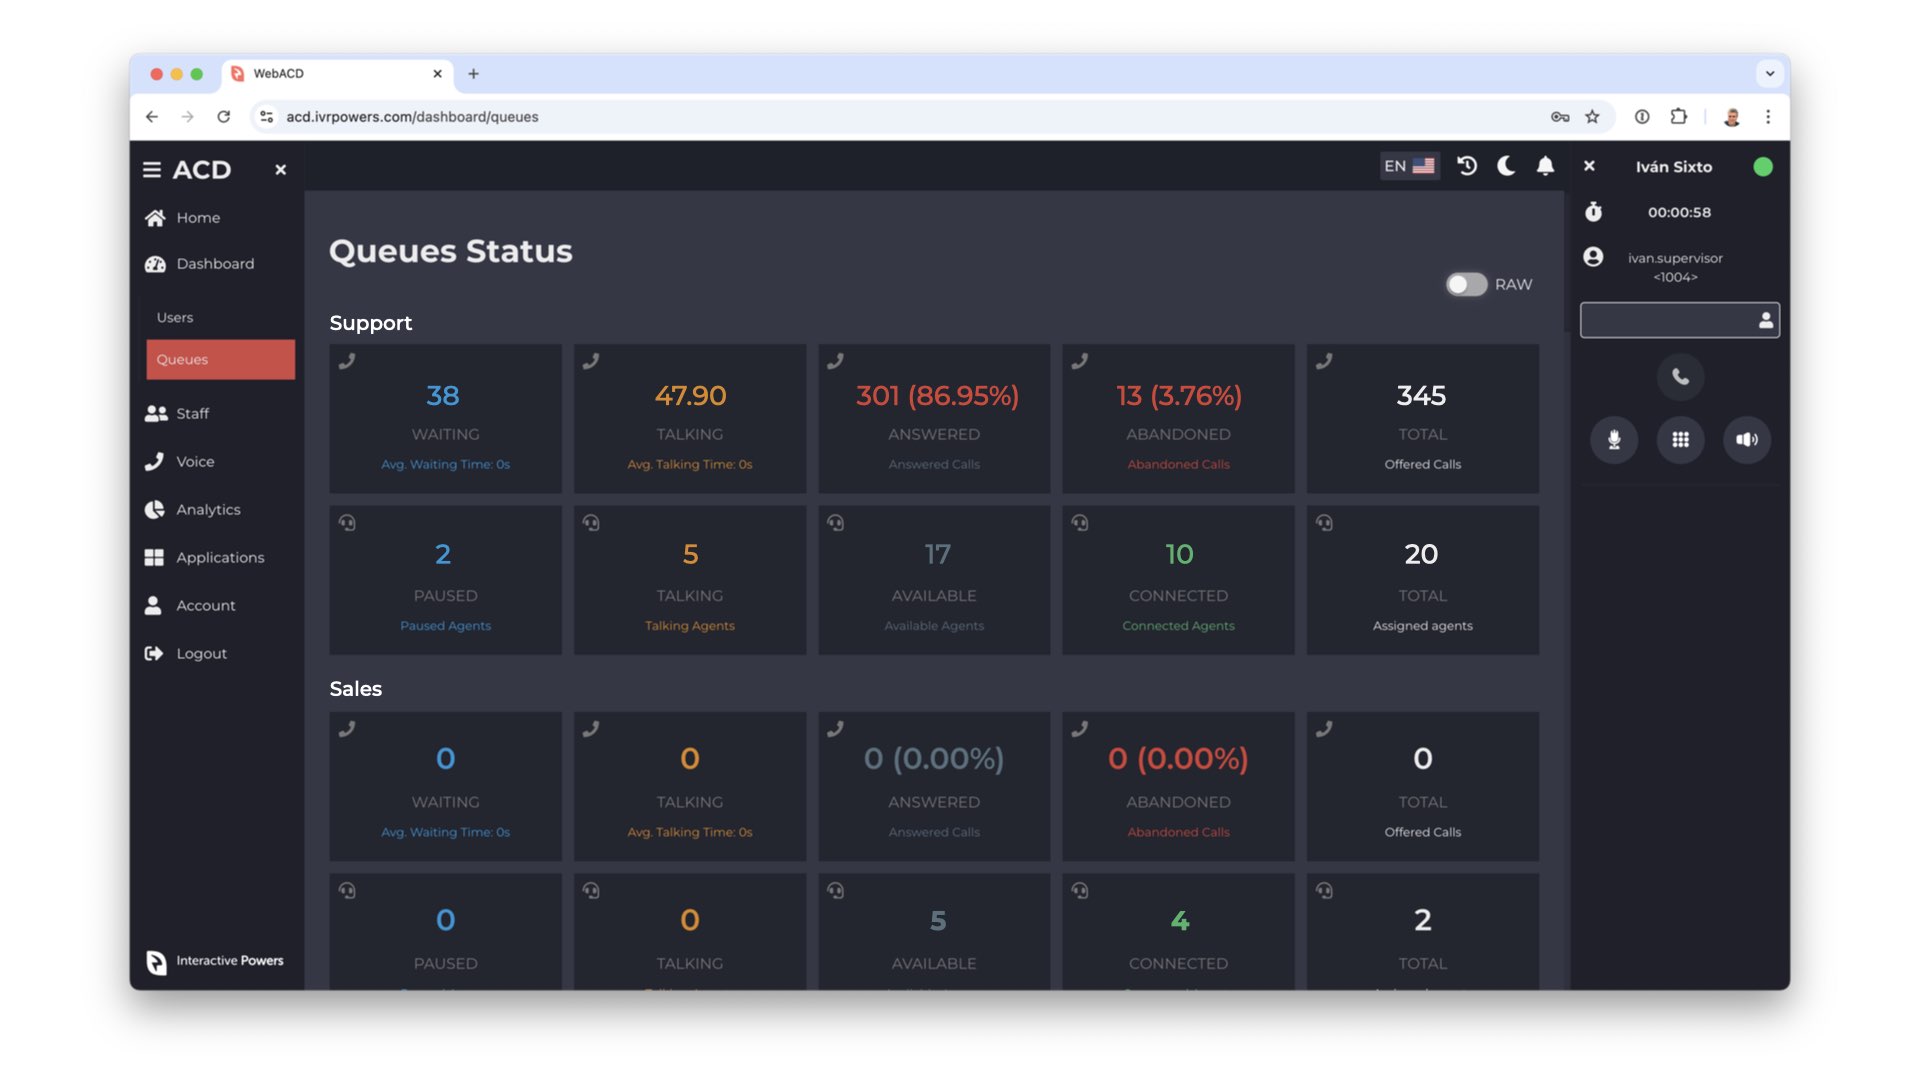 WebACD
acd.ivrpowers.com/dashboard/queues
ACD
EN
Iván Sixto
Home
00:00:58
Dashboard
Queues Status
ivan.supervisor
<1004>
RAW
Users
Queues
Support
38
47.90
301 (86.95%)
13 (3.76%)
345
WAITING
TALKING
ANSWERED
ABANDONED
TOTAL
Avg. Waiting Time: 0s
Avg. Talking Time: 0s
Answered Calls
Abandoned Calls
Offered Calls
Staff
Voice
Analytics
Applications
Account
Logout
2
5
17
10
20
PAUSED
TALKING
AVAILABLE
CONNECTED
TOTAL
Paused Agents
Talking Agents
Available Agents
Connected Agents
Assigned agents
Sales
0
0
0 (0.00%)
0 (0.00%)
0
WAITING
TALKING
ANSWERED
ABANDONED
TOTAL
Avg. Waiting Time: 0s
Avg. Talking Time: 0s
Answered Calls
Abandoned Calls
Offered Calls
0
0
5
4
2
PAUSED
TALKING
AVAILABLE
CONNECTED
TOTAL
Interactive Powers